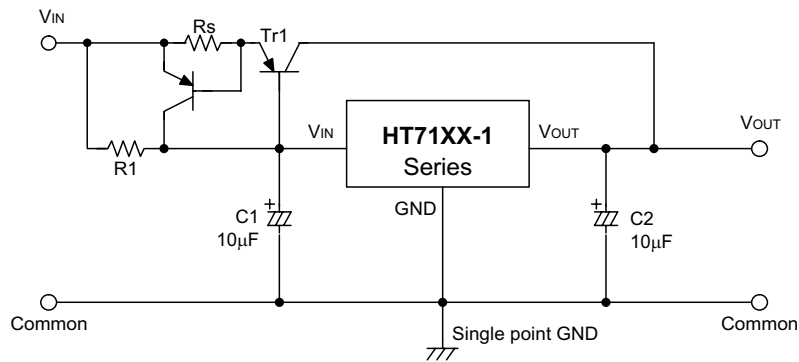 VIN
Rs
Tr1
R1
VIN
HT71XX-1
Series
VOUT
GND
VOUT
+
C1
10μF
+
C2
10μF
Common
Single point GND
Common